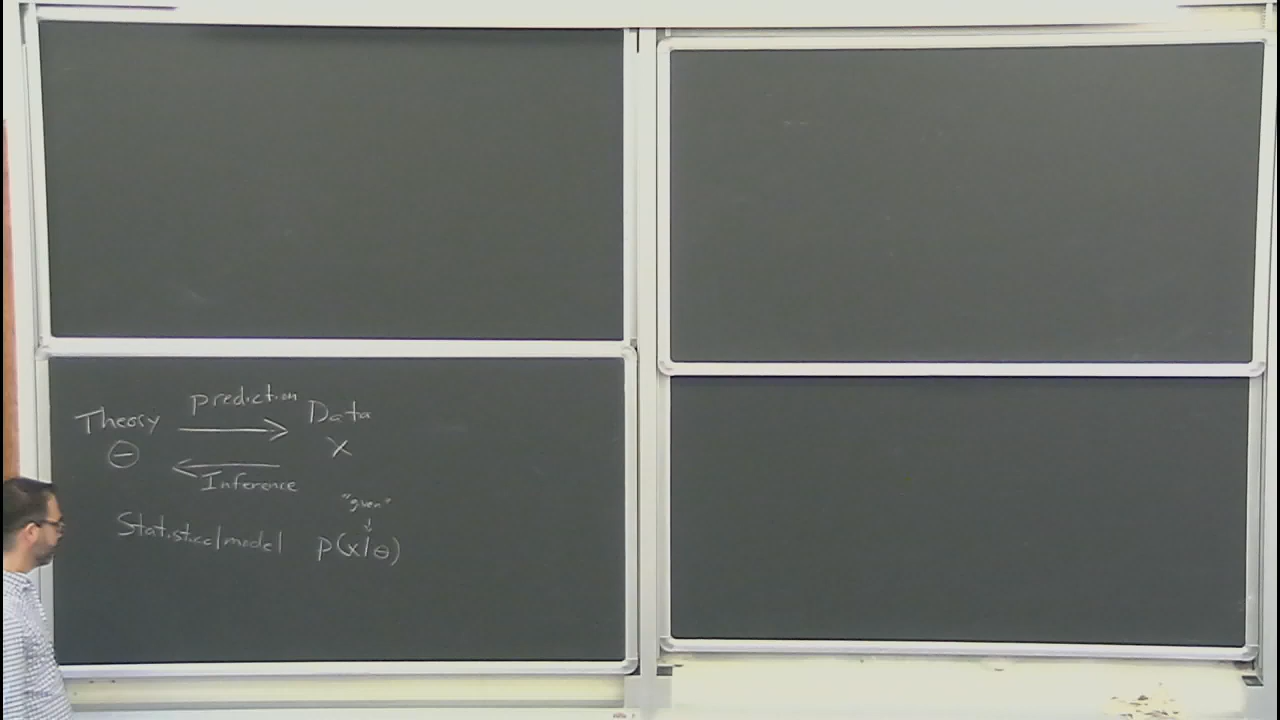 prediction
Theory → Data
Θ X
← Inference
"given"
↓
Statistical model p(x|θ)